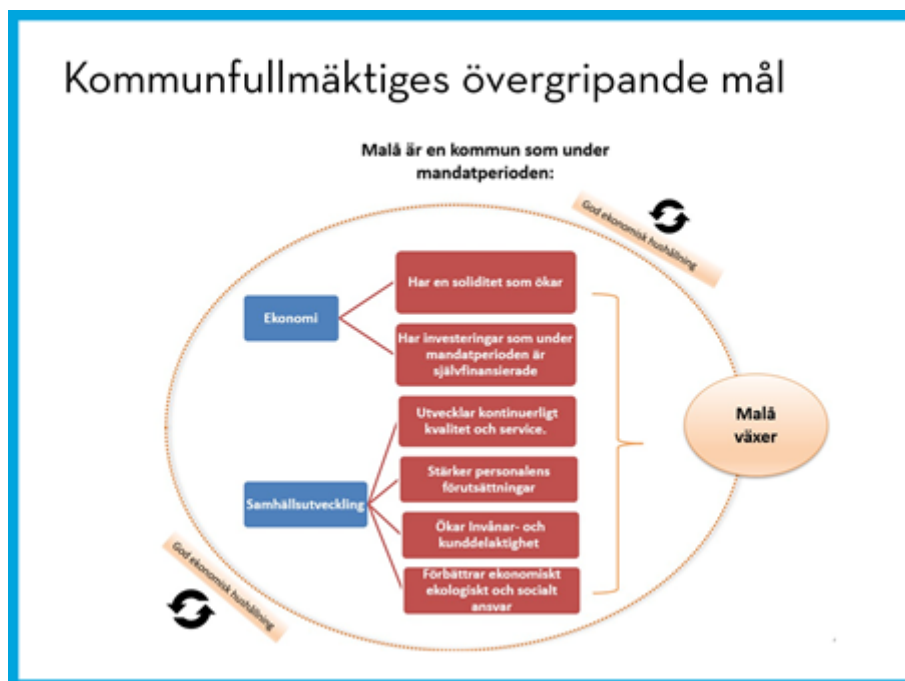 Kommunfullmäktiges övergripande mål
Malå är en kommun som under
mandatperioden:
God ekonomisk hushållning
Har en soliditet som ökar
Ekonomi
Har investeringar som under
mandatperioden är
självfinansierade
Malå
växer
Utvecklar kontinuerligt
kvalitet och service.
Stärker personalens
förutsättningar
Samhällsutveckling
Ökar Invånar- och
kunddelaktighet
Förbättrar ekonomiskt
ekologiskt och socialt
ansvar
God ekonomisk hushållning